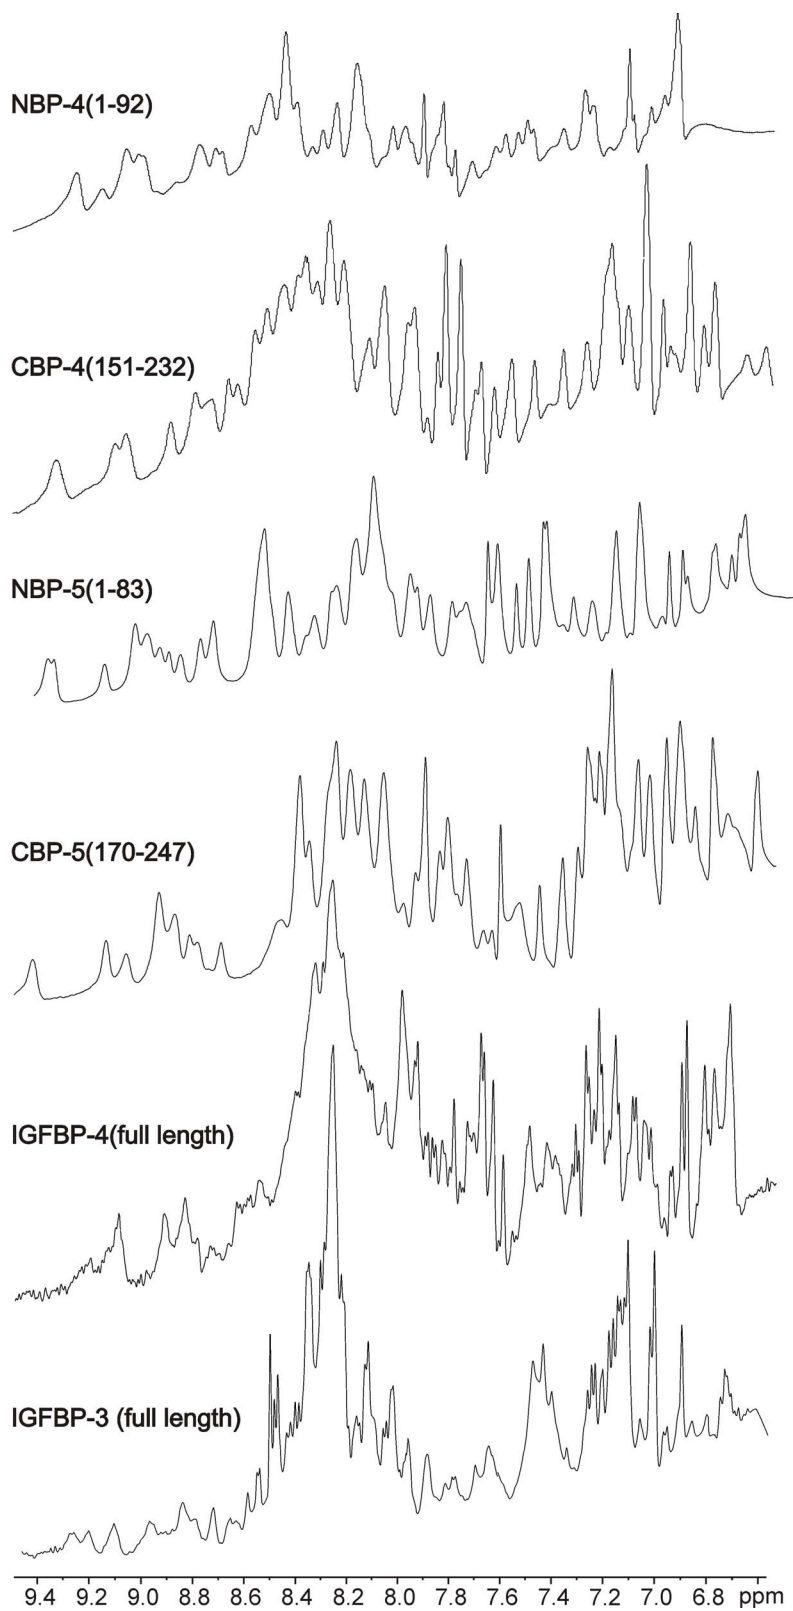 NBP-4(1-92)
CBP-4(151-232)
NBP-5(1-83)
CBP-5(170-247)
IGFBP-4(full length)
IGFBP-3 (full length)
9.4 9.2 9.0 8.8 8.6 8.4 8.2 8.0 7.8 7.6 7.4 7.2 7.0 6.8 ppm